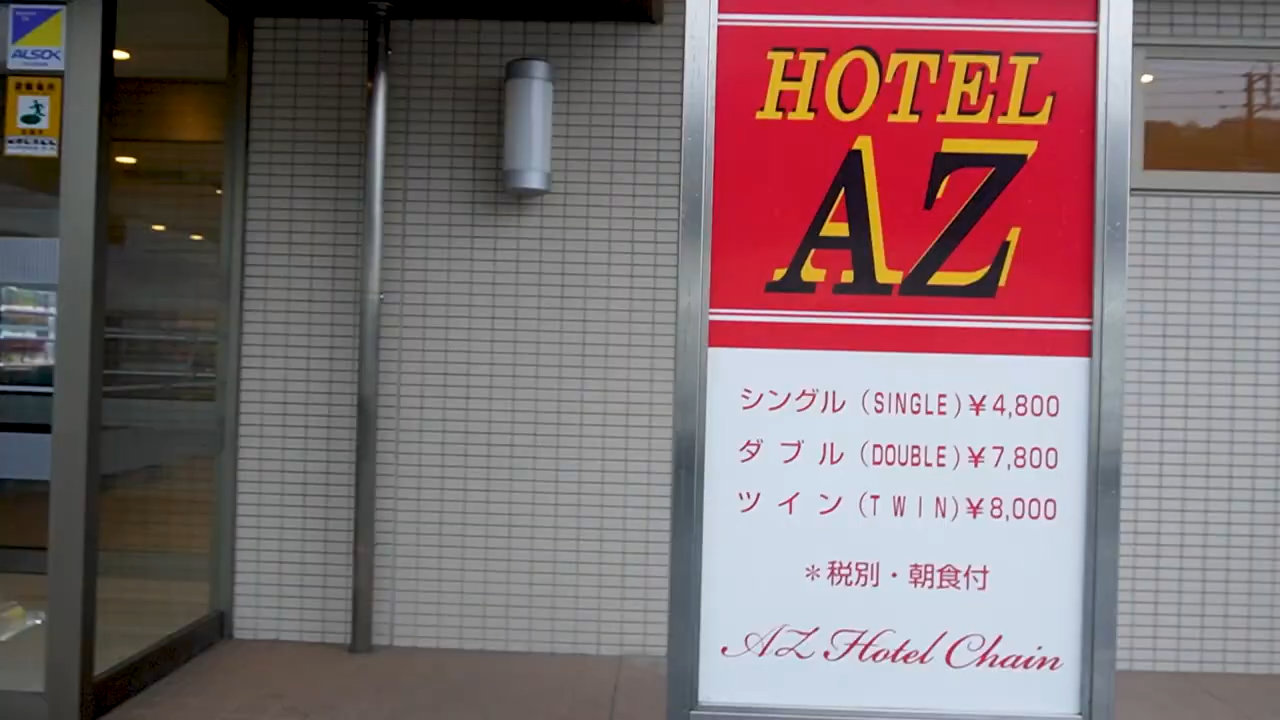 ALSOK
HOTEL
AZ
シングル (SINGLE) ¥4,800
ダブル (DOUBLE) ¥7,800
ツイン (TWIN) ¥8,000
＊税別・朝食付
AZ Hotel Chain